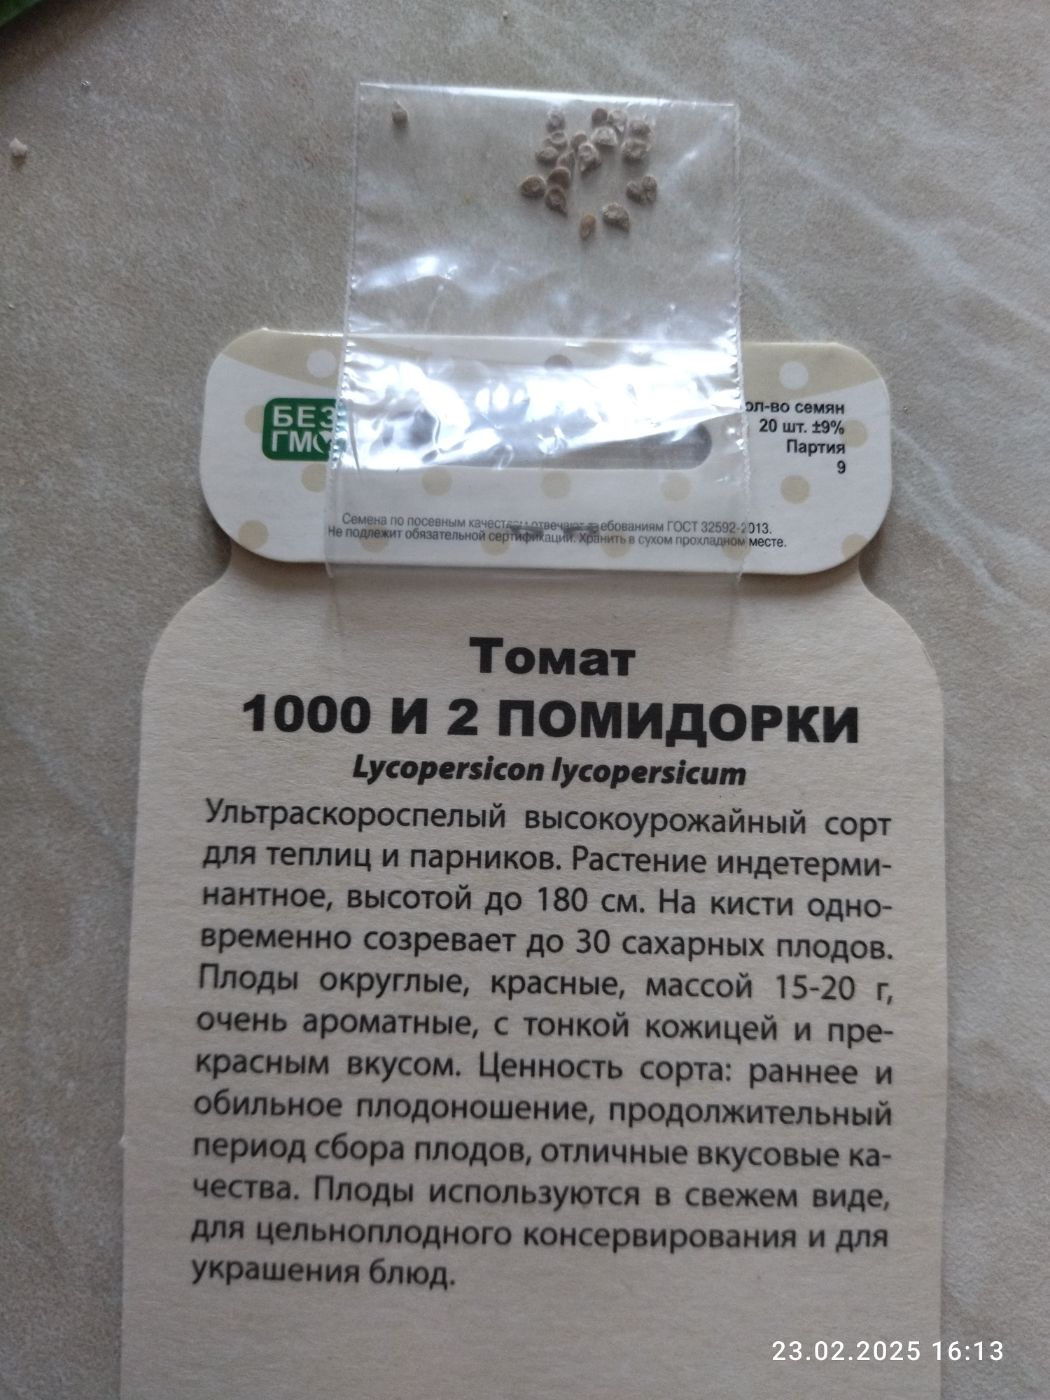 БЕЗ
ГМО
ол-во семян
20 шт. ±9%
Партия
9
Семена по посевным качествам отвечают требованиям ГОСТ 32592-2013.
Не подлежит обязательной сертификации. Хранить в сухом прохладном месте.
Томат
1000 И 2 ПОМИДОРКИ
Lycopersicon lycopersicum
Ультраскороспелый высокоурожайный сорт
для теплиц и парников. Растение индетерми-
нантное, высотой до 180 см. На кисти одно-
временно созревает до 30 сахарных плодов.
Плоды округлые, красные, массой 15-20 г,
очень ароматные, с тонкой кожицей и пре-
красным вкусом. Ценность сорта: раннее и
обильное плодоношение, продолжительный
период сбора плодов, отличные вкусовые ка-
чества. Плоды используются в свежем виде,
для цельноплодного консервирования и для
украшения блюд.
23.02.2025 16:13